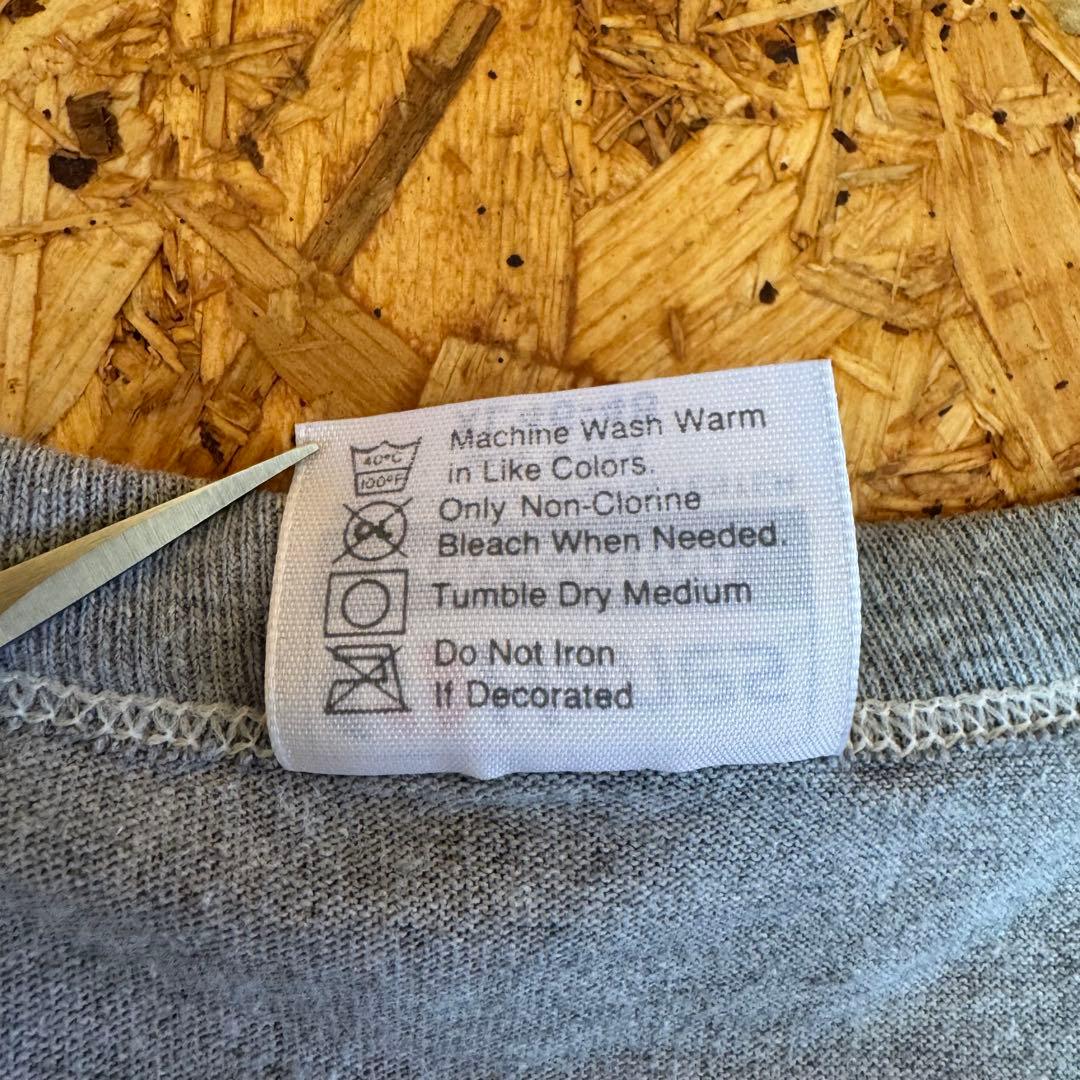 40°C
100°F
Machine Wash Warm
in Like Colors.
Only Non-Clorine
Bleach When Needed.
Tumble Dry Medium
Do Not Iron
If Decorated